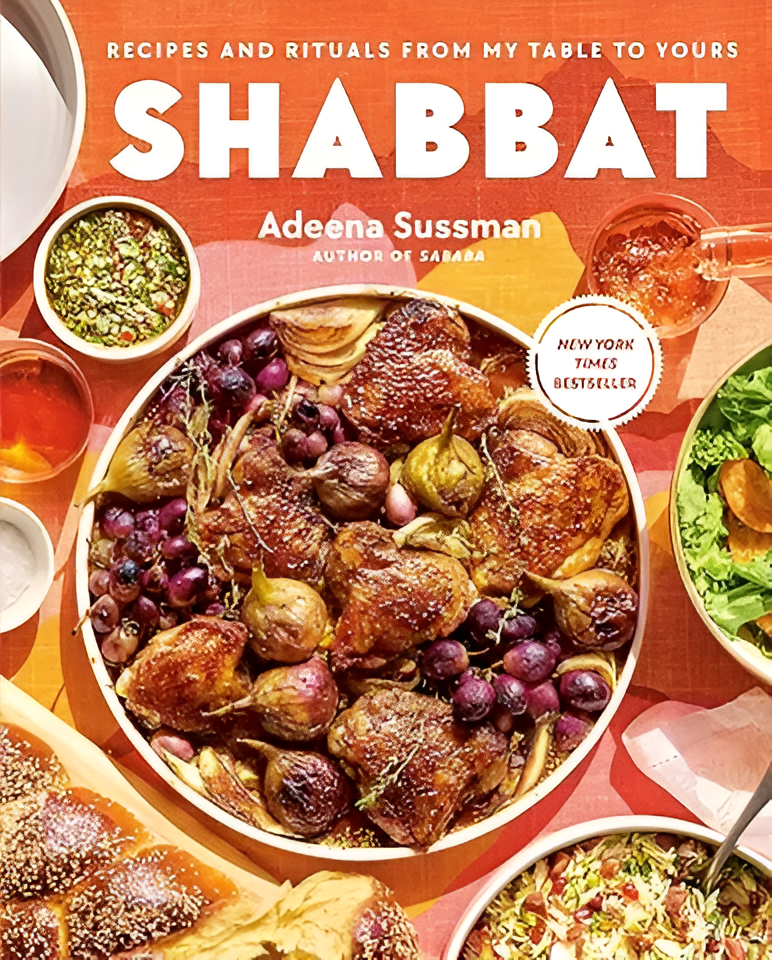 RECIPES AND RITUALS FROM MY TABLE TO YOURS
SHABBAT
Adeena Sussman
AUTHOR OF SABABA
NEW YORK
TIMES
BESTSELLER